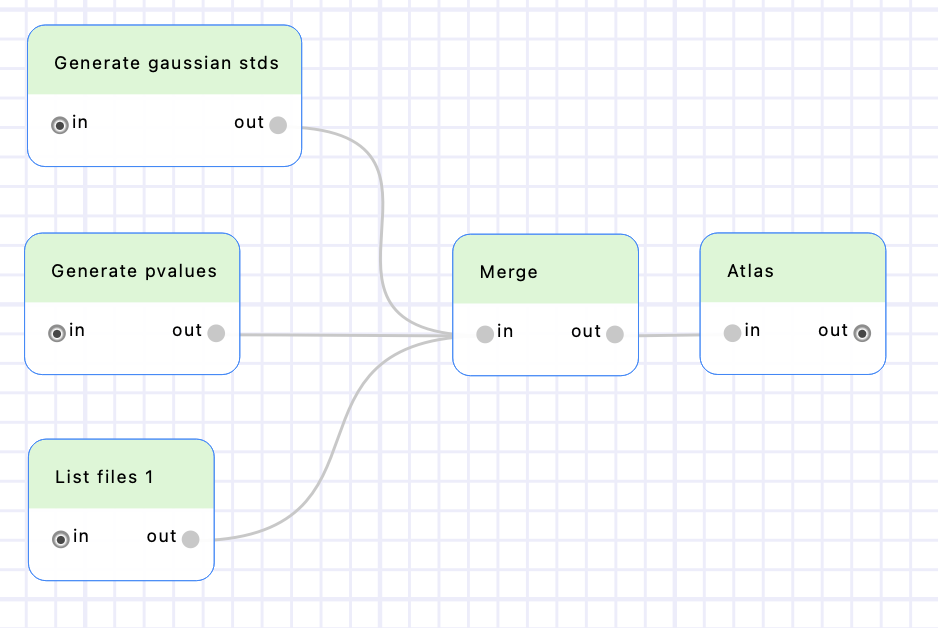 Generate gaussian stds
in out
Generate pvalues
in out
Merge
in out
Atlas
in out
List files 1
in out